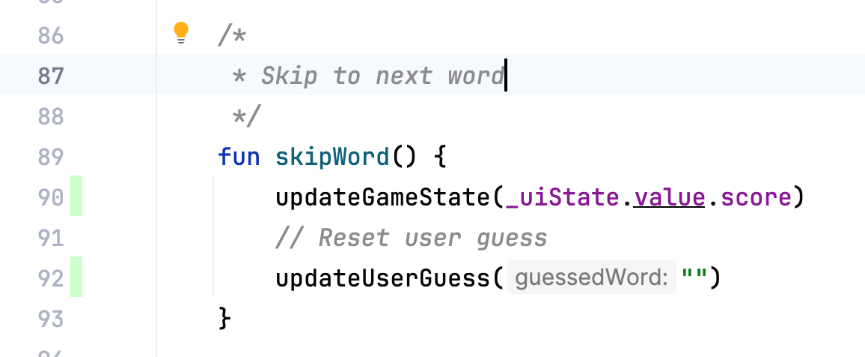 86 /*
87 * Skip to next word
88 */
89 fun skipWord() {
90 updateGameState(_uiState.value.score)
91 // Reset user guess
92 updateUserGuess( guessedWord: "")
93 }